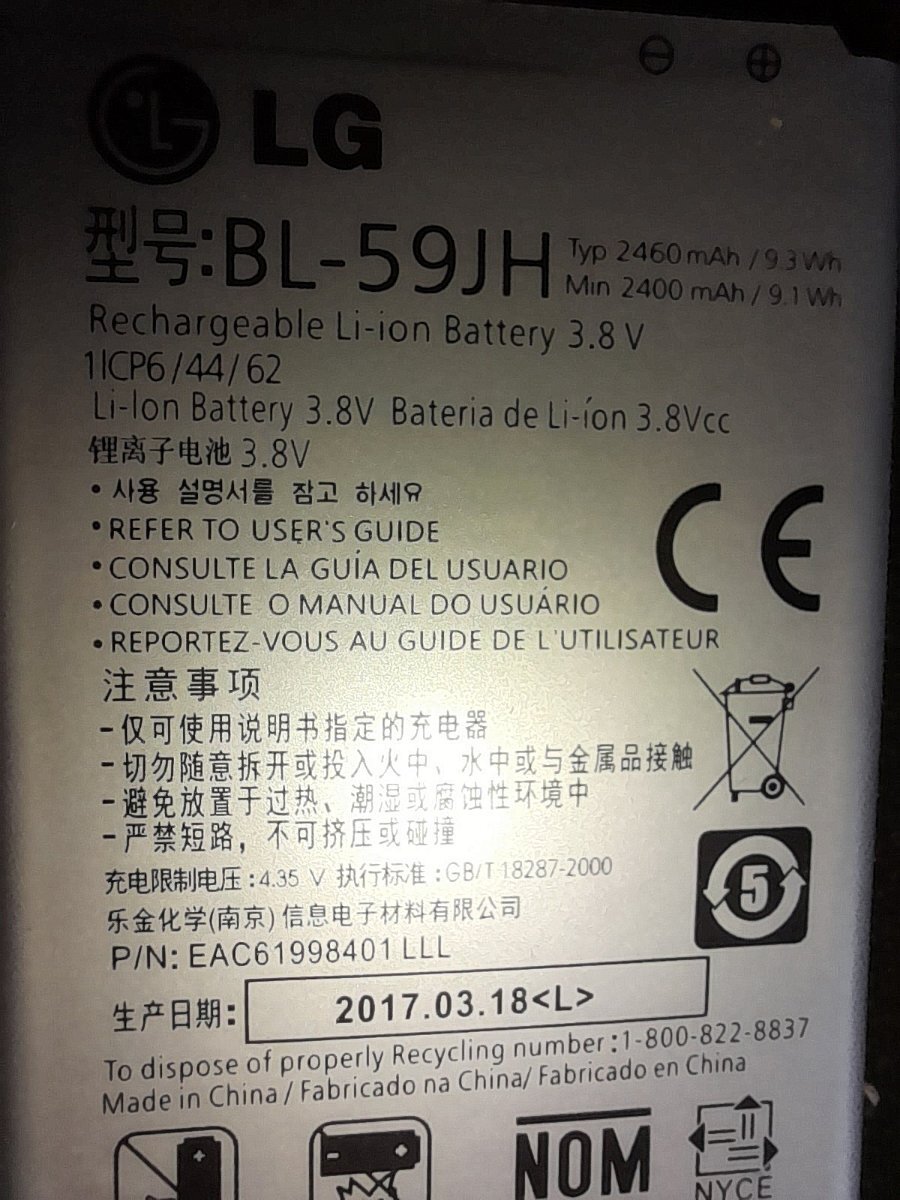 LG
型号:BL-59JH Typ 2460 mAh / 9.3 Wh
Min 2400 mAh / 9.1 Wh
Rechargeable Li-ion Battery 3.8 V
1ICP6/44/62
Li-Ion Battery 3.8V Bateria de Li-íon 3.8Vcc
锂离子电池 3.8V
• 사용 설명서를 참고 하세요
• REFER TO USER'S GUIDE
• CONSULTE LA GUÍA DEL USUARIO
• CONSULTE O MANUAL DO USUÁRIO
• REPORTEZ-VOUS AU GUIDE DE L'UTILISATEUR
CE
注意事项
-仅可使用说明书指定的充电器
-切勿随意拆开或投入火中、水中或与金属品接触
-避免放置于过热、潮湿或腐蚀性环境中
-严禁短路，不可挤压或碰撞
5
充电限制电压:4.35 V 执行标准:GB/T 18287-2000
乐金化学(南京)信息电子材料有限公司
P/N: EAC61998401 LLL
生产日期: 2017.03.18<L>
To dispose of properly Recycling number:1-800-822-8837
Made in China / Fabricado na China/ Fabricado en China
NOM
NYCE